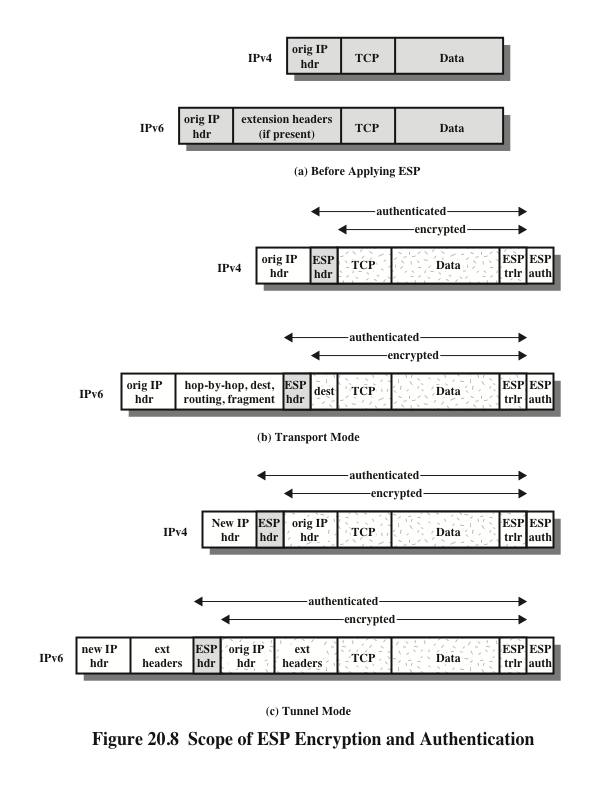 IPv4
orig IP hdr
TCP
Data
IPv6
orig IP hdr
extension headers (if present)
TCP
Data
(a) Before Applying ESP
authenticated
encrypted
IPv4
orig IP hdr
ESP hdr
TCP
Data
ESP trlr
ESP auth
authenticated
encrypted
IPv6
orig IP hdr
hop-by-hop, dest, routing, fragment
ESP hdr
dest
TCP
Data
ESP trlr
ESP auth
(b) Transport Mode
authenticated
encrypted
IPv4
New IP hdr
ESP hdr
orig IP hdr
TCP
Data
ESP trlr
ESP auth
authenticated
encrypted
IPv6
new IP hdr
ext headers
ESP hdr
orig IP hdr
ext headers
TCP
Data
ESP trlr
ESP auth
(c) Tunnel Mode
Figure 20.8 Scope of ESP Encryption and Authentication